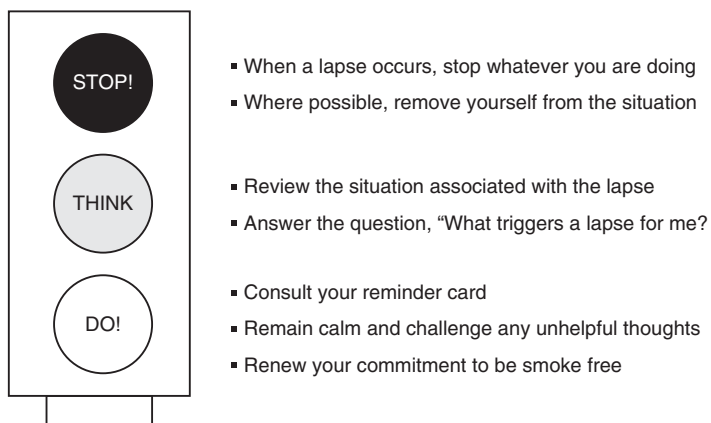 STOP!
▪ When a lapse occurs, stop whatever you are doing
▪ Where possible, remove yourself from the situation
THINK
▪ Review the situation associated with the lapse
▪ Answer the question, “What triggers a lapse for me?
DO!
▪ Consult your reminder card
▪ Remain calm and challenge any unhelpful thoughts
▪ Renew your commitment to be smoke free